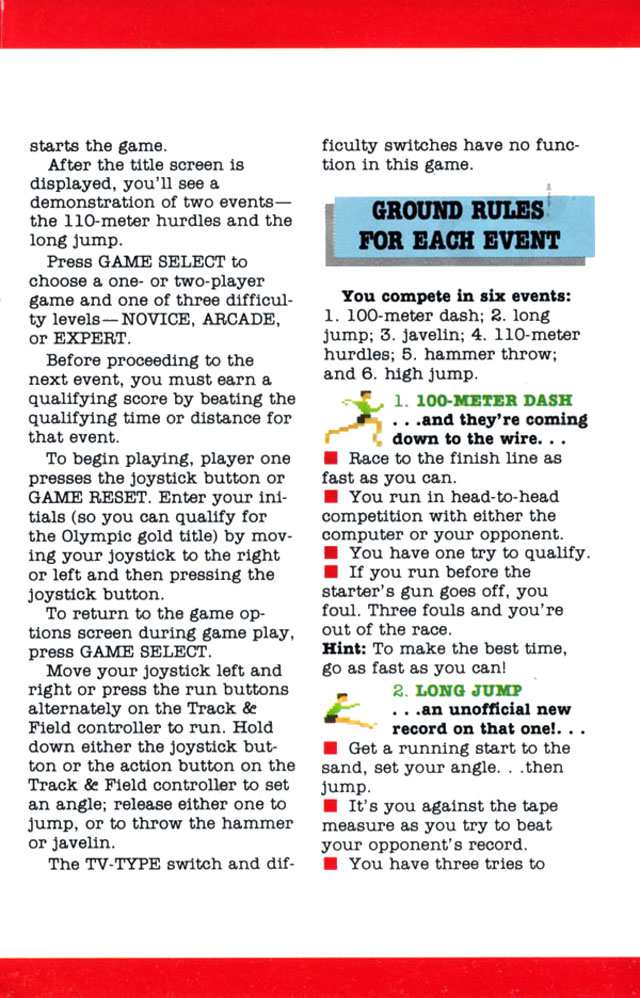 starts the game.
After the title screen is
displayed, you'll see a
demonstration of two events—
the 110-meter hurdles and the
long jump.
Press GAME SELECT to
choose a one- or two-player
game and one of three difficul-
ty levels—NOVICE, ARCADE,
or EXPERT.
Before proceeding to the
next event, you must earn a
qualifying score by beating the
qualifying time or distance for
that event.
To begin playing, player one
presses the joystick button or
GAME RESET. Enter your ini-
tials (so you can qualify for
the Olympic gold title) by mov-
ing your joystick to the right
or left and then pressing the
joystick button.
To return to the game op-
tions screen during game play,
press GAME SELECT.
Move your joystick left and
right or press the run buttons
alternately on the Track &
Field controller to run. Hold
down either the joystick but-
ton or the action button on the
Track & Field controller to set
an angle; release either one to
jump, or to throw the hammer
or javelin.
The TV-TYPE switch and dif-
ficulty switches have no func-
tion in this game.
GROUND RULES
FOR EACH EVENT
You compete in six events:
1. 100-meter dash; 2. long
jump; 3. javelin; 4. 110-meter
hurdles; 5. hammer throw;
and 6. high jump.
1. 100-METER DASH
. . .and they're coming
down to the wire. . .
■ Race to the finish line as
fast as you can.
■ You run in head-to-head
competition with either the
computer or your opponent.
■ You have one try to qualify.
■ If you run before the
starter's gun goes off, you
foul. Three fouls and you're
out of the race.
Hint: To make the best time,
go as fast as you can!
2. LONG JUMP
. . .an unofficial new
record on that one!. . .
■ Get a running start to the
sand, set your angle. . .then
jump.
■ It's you against the tape
measure as you try to beat
your opponent's record.
■ You have three tries to